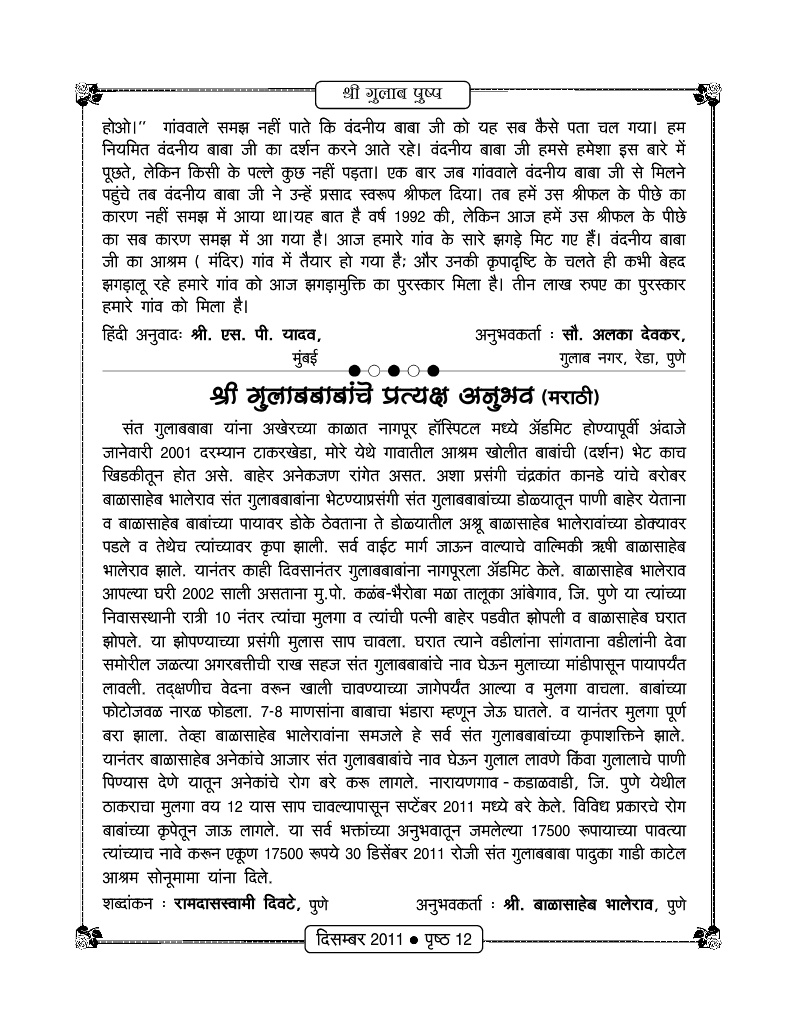 श्री गुलाब पुष्प
होओ।” गांववाले समझ नहीं पाते कि वंदनीय बाबा जी को यह सब कैसे पता चल गया। हम
नियमित वंदनीय बाबा जी का दर्शन करने आते रहे। वंदनीय बाबा जी हमसे हमेशा इस बारे में
पूछते, लेकिन किसी के पल्ले कुछ नहीं पड़ता। एक बार जब गांववाले वंदनीय बाबा जी से मिलने
पहुंचे तब वंदनीय बाबा जी ने उन्हें प्रसाद स्वरूप श्रीफल दिया। तब हमें उस श्रीफल के पीछे का
कारण नहीं समझ में आया था।यह बात है वर्ष 1992 की, लेकिन आज हमें उस श्रीफल के पीछे
का सब कारण समझ में आ गया है। आज हमारे गांव के सारे झगड़े मिट गए हैं। वंदनीय बाबा
जी का आश्रम ( मंदिर) गांव में तैयार हो गया है; और उनकी कृपादृष्टि के चलते ही कभी बेहद
झगड़ालू रहे हमारे गांव को आज झगड़ामुक्ति का पुरस्कार मिला है। तीन लाख रुपए का पुरस्कार
हमारे गांव को मिला है।
हिंदी अनुवादः श्री. एस. पी. यादव, अनुभवकर्ता : सौ. अलका देवकर,
मुंबई गुलाब नगर, रेडा, पुणे
श्री गुलाबबाबांचे प्रत्यक्ष अनुभव (मराठी)
संत गुलाबबाबा यांना अखेरच्या काळात नागपूर हॉस्पिटल मध्ये ॲडमिट होण्यापूर्वी अंदाजे
जानेवारी 2001 दरम्यान टाकरखेडा, मोरे येथे गावातील आश्रम खोलीत बाबांची (दर्शन) भेट काच
खिडकीतून होत असे. बाहेर अनेकजण रांगेत असत. अशा प्रसंगी चंद्रकांत कानडे यांचे बरोबर
बाळासाहेब भालेराव संत गुलाबबाबांना भेटण्याप्रसंगी संत गुलाबबाबांच्या डोळ्यातून पाणी बाहेर येताना
व बाळासाहेब बाबांच्या पायावर डोके ठेवताना ते डोळ्यातील अश्रू बाळासाहेब भालेरावांच्या डोक्यावर
पडले व तेथेच त्यांच्यावर कृपा झाली. सर्व वाईट मार्ग जाऊन वाल्याचे वाल्मिकी ऋषी बाळासाहेब
भालेराव झाले. यानंतर काही दिवसानंतर गुलाबबाबांना नागपूरला ॲडमिट केले. बाळासाहेब भालेराव
आपल्या घरी 2002 साली असताना मु.पो. कळंब-भैरोबा मळा तालूका आंबेगाव, जि. पुणे या त्यांच्या
निवासस्थानी रात्री 10 नंतर त्यांचा मुलगा व त्यांची पत्नी बाहेर पडवीत झोपली व बाळासाहेब घरात
झोपले. या झोपण्याच्या प्रसंगी मुलास साप चावला. घरात त्याने वडीलांना सांगताना वडीलांनी देवा
समोरील जळत्या अगरबत्तीची राख सहज संत गुलाबबाबांचे नाव घेऊन मुलाच्या मांडीपासून पायापर्यंत
लावली. तद्क्षणीच वेदना वरून खाली चावण्याच्या जागेपर्यंत आल्या व मुलगा वाचला. बाबांच्या
फोटोजवळ नारळ फोडला. 7-8 माणसांना बाबाचा भंडारा म्हणून जेऊ घातले. व यानंतर मुलगा पूर्ण
बरा झाला. तेव्हा बाळासाहेब भालेरावांना समजले हे सर्व संत गुलाबबाबांच्या कृपाशक्तिने झाले.
यानंतर बाळासाहेब अनेकांचे आजार संत गुलाबबाबांचे नाव घेऊन गुलाल लावणे किंवा गुलालाचे पाणी
पिण्यास देणे यातून अनेकांचे रोग बरे करू लागले. नारायणगाव - कडाळवाडी, जि. पुणे येथील
ठाकराचा मुलगा वय 12 यास साप चावल्यापासून सप्टेंबर 2011 मध्ये बरे केले. विविध प्रकारचे रोग
बाबांच्या कृपेतून जाऊ लागले. या सर्व भक्तांच्या अनुभवातून जमलेल्या 17500 रूपायाच्या पावत्या
त्यांच्याच नावे करून एकूण 17500 रूपये 30 डिसेंबर 2011 रोजी संत गुलाबबाबा पादुका गाडी काटेल
आश्रम सोनूमामा यांना दिले.
शब्दांकन : रामदासस्वामी दिवटे, पुणे अनुभवकर्ता : श्री. बाळासाहेब भालेराव, पुणे
दिसम्बर 2011 ● पृष्ठ 12